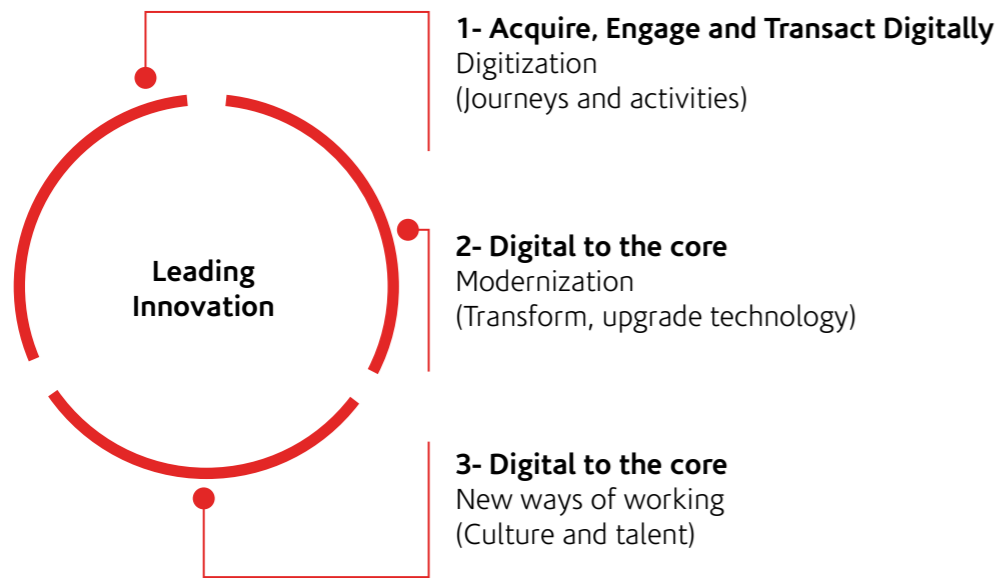 1- Acquire, Engage and Transact Digitally
Digitization
(Journeys and activities)
Leading
Innovation
2- Digital to the core
Modernization
(Transform, upgrade technology)
3- Digital to the core
New ways of working
(Culture and talent)